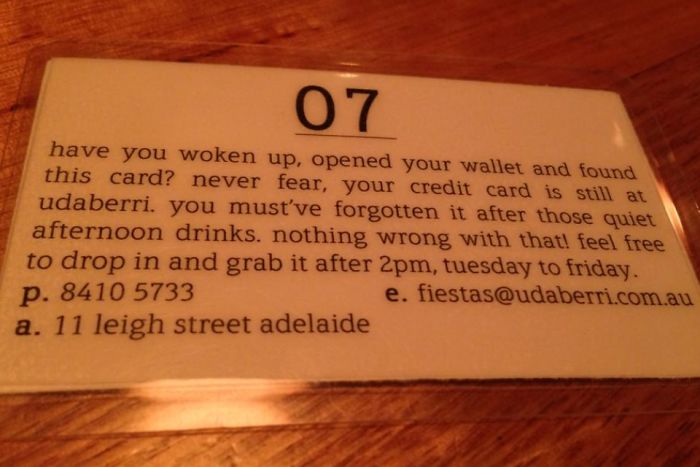 07
have you woken up, opened your wallet and found
this card? never fear, your credit card is still at
udaberri. you must've forgotten it after those quiet
afternoon drinks. nothing wrong with that! feel free
to drop in and grab it after 2pm, tuesday to friday.
p. 8410 5733 e. fiestas@udaberri.com.au
a. 11 leigh street adelaide